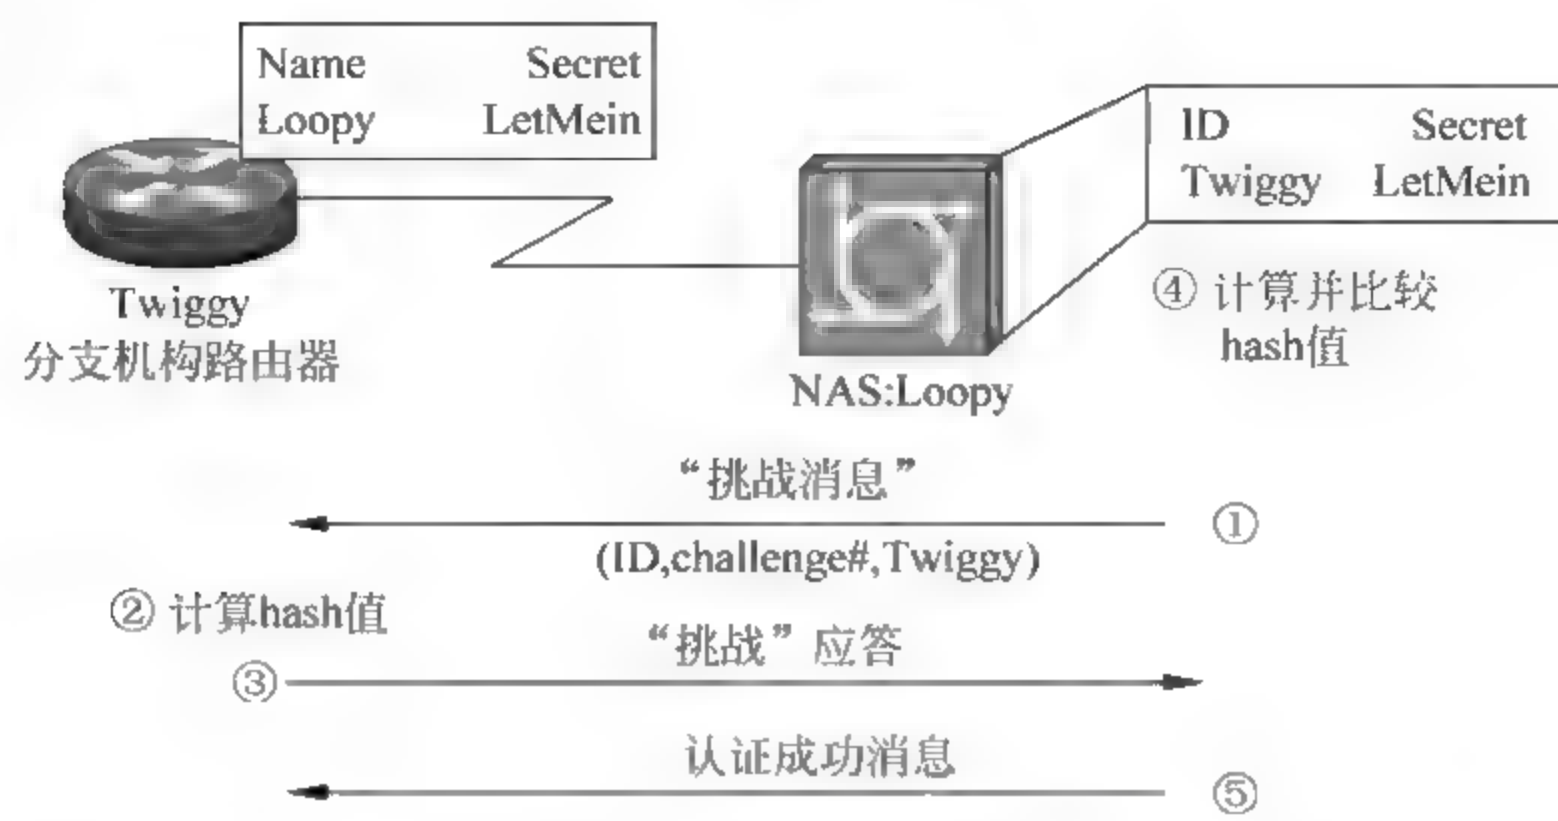 Name Secret
Loopy LetMein
ID Secret
Twiggy LetMein
Twiggy
分支机构路由器
NAS:Loopy
④ 计算并比较
hash值
“挑战消息”
①
(ID,challenge#,Twiggy)
② 计算hash值
“挑战”应答
③
认证成功消息
⑤